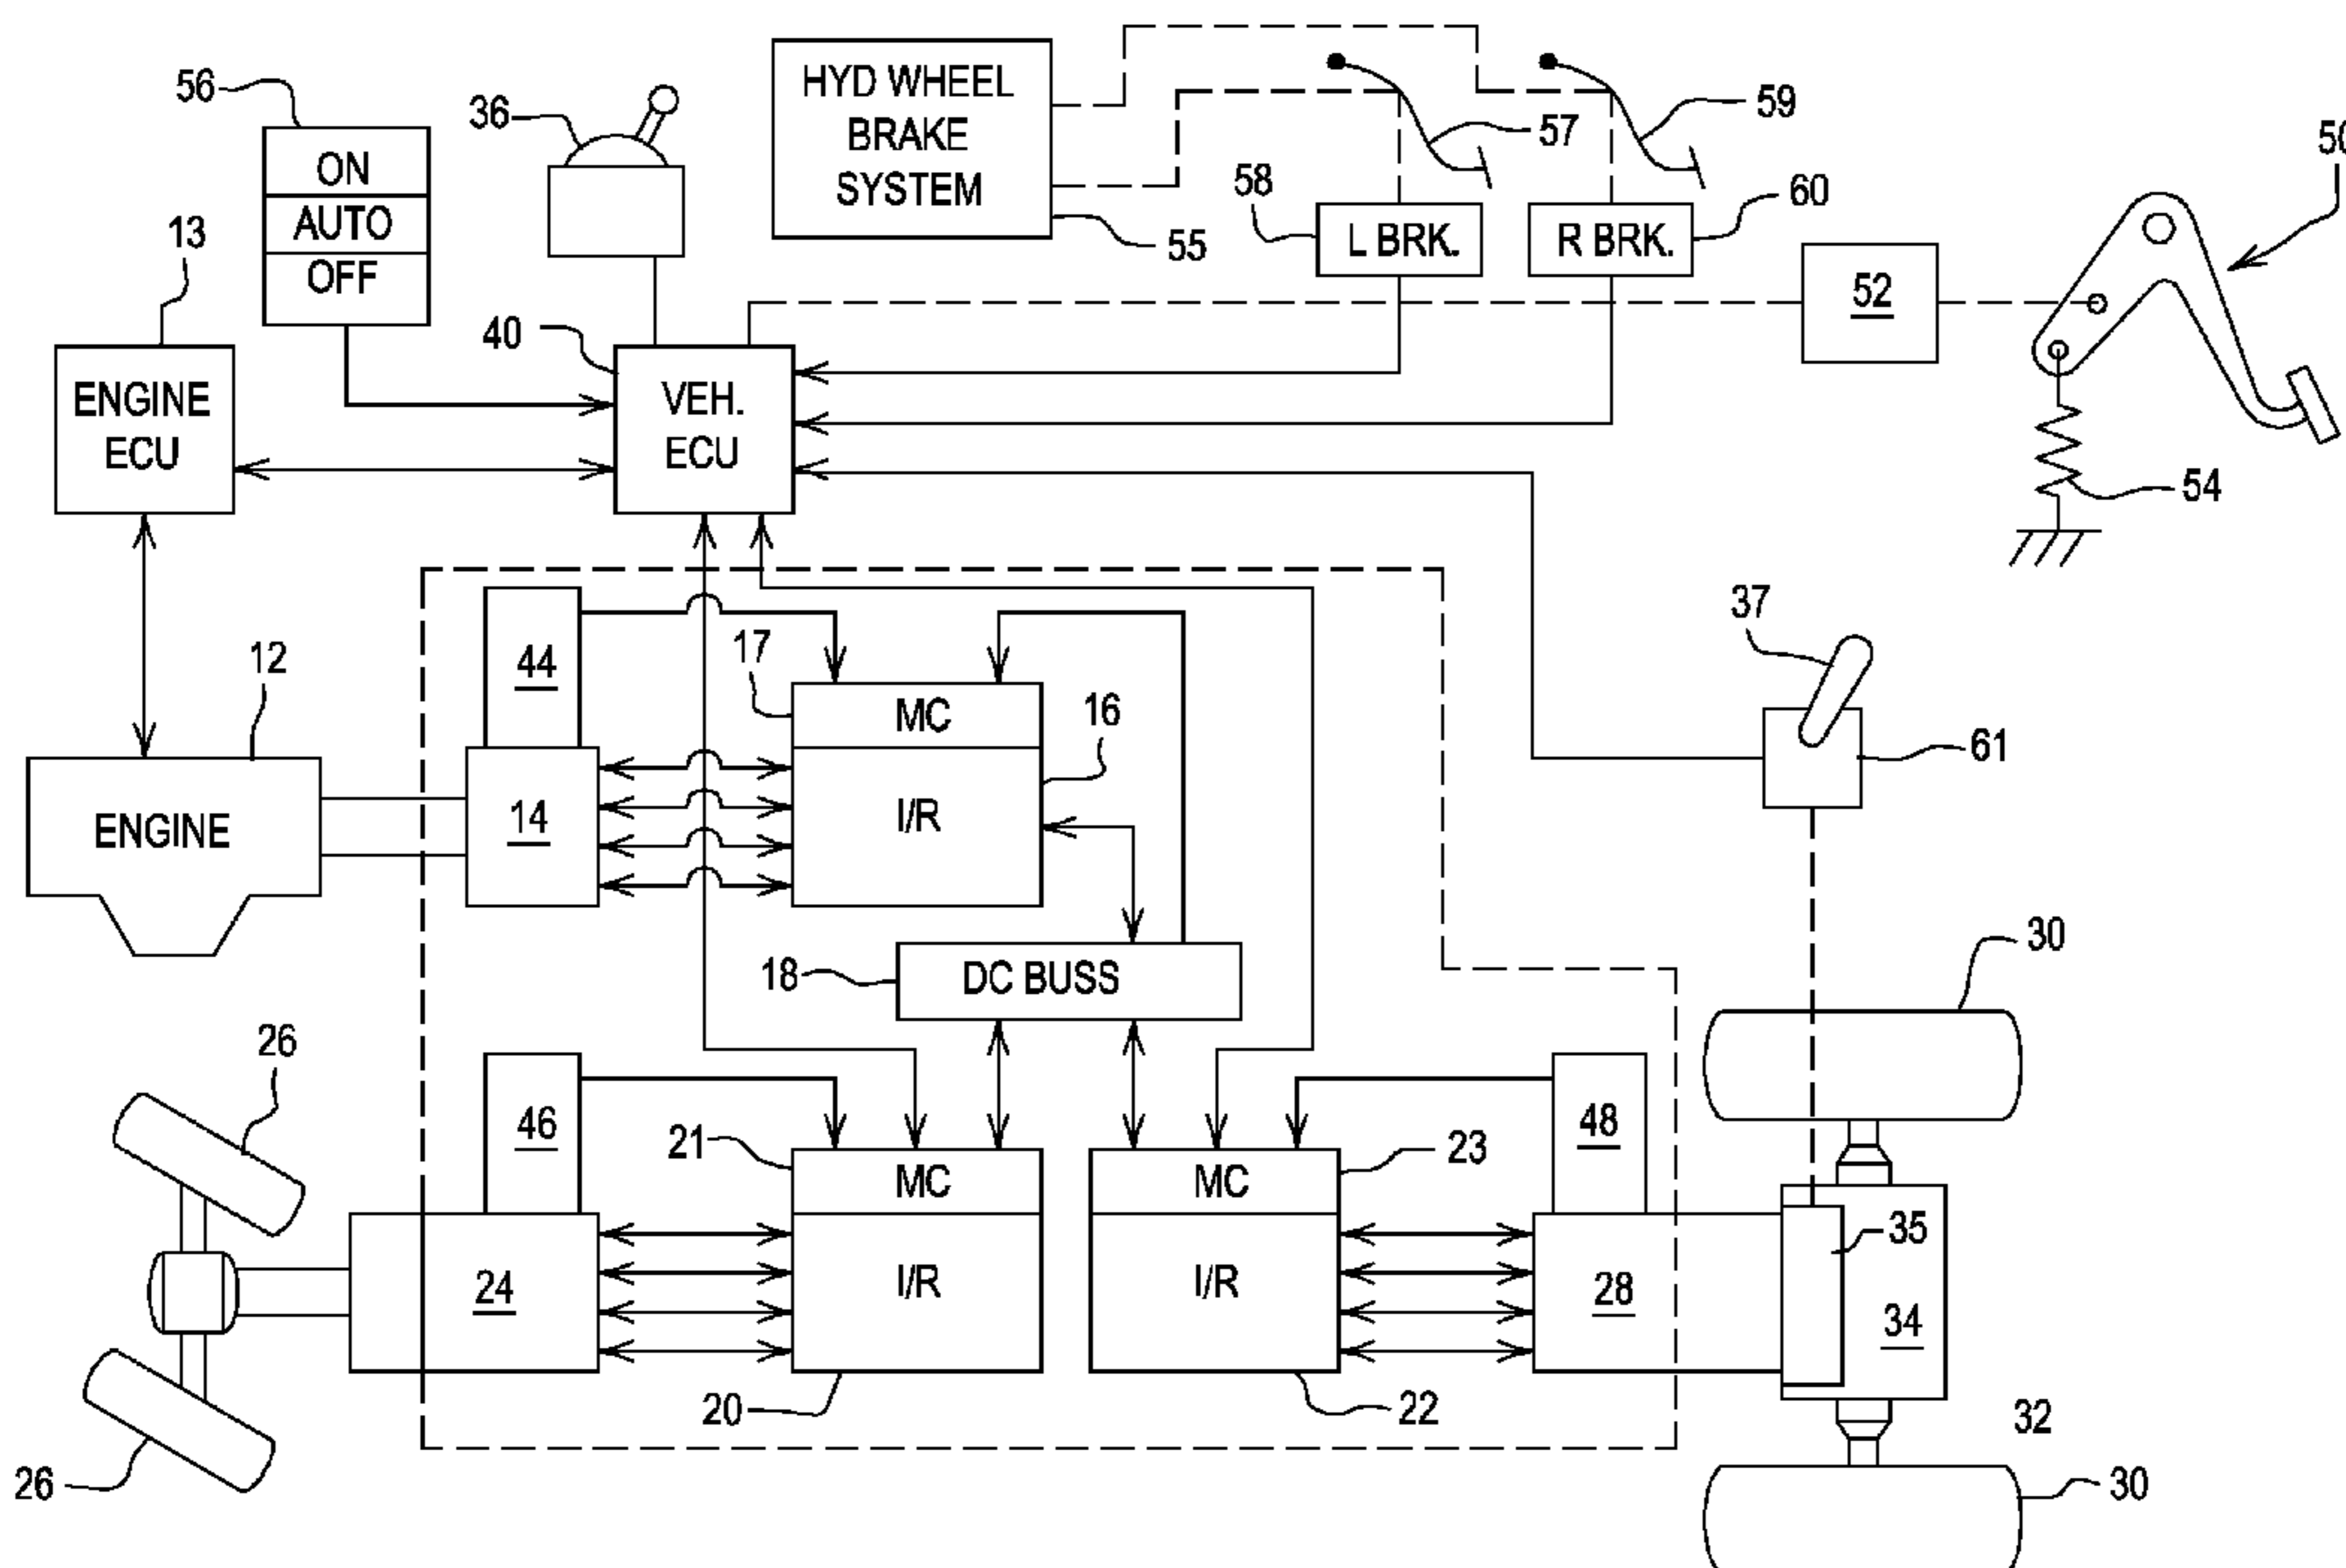 56
ON
AUTO
OFF
36
HYD WHEEL
BRAKE
SYSTEM
55
57
59
58
L BRK.
R BRK.
60
50
52
54
13
ENGINE
ECU
40
VEH.
ECU
12
ENGINE
44
14
17
MC
16
I/R
18
DC BUSS
37
61
30
26
26
46
24
21
MC
I/R
20
23
MC
I/R
22
48
28
35
34
32
30